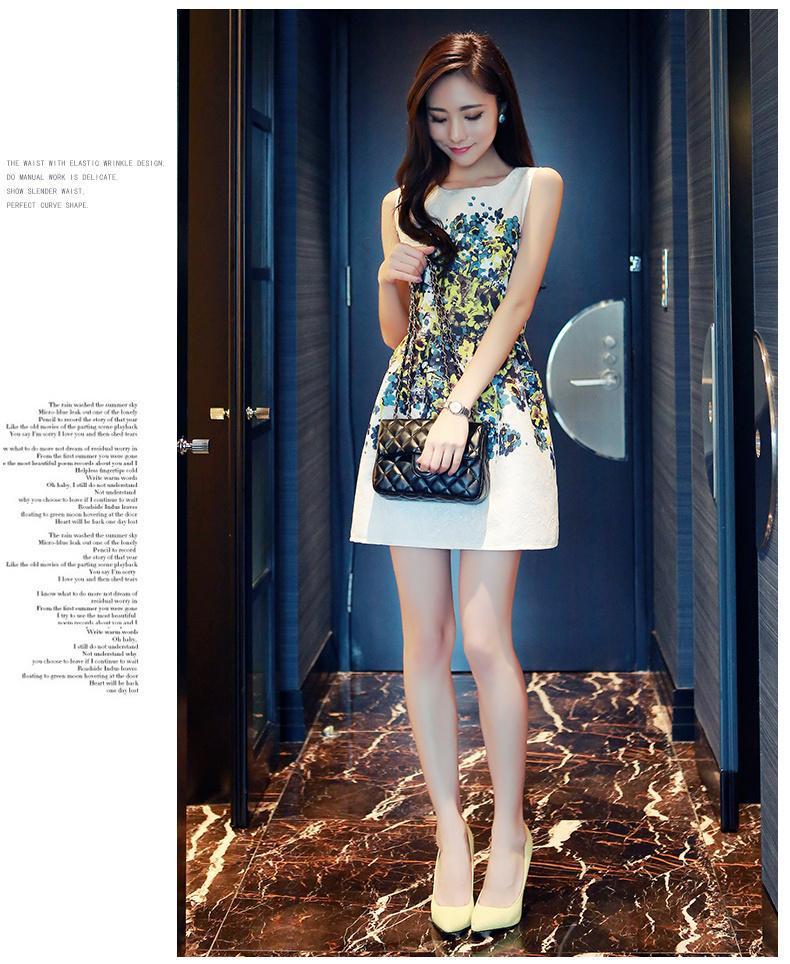 THE WAIST WITH ELASTIC WRINKLE DESIGN.
DO MANUAL WORK IS DELICATE.
SHOW SLENDER WAIST.
PERFECT CURVE SHAPE.
The rain washed the summer sky
Micro-blue leak out one of the lonely
Pencil to record the story of that year
Like the old movies of the parting scene playback
You say I'm sorry I love you and then shed tears
w what to do more not dream of residual worry in
From the first summer you were gone
e the most beautiful poem records about you and I
Helpless fingertips cold
Write warm words
Oh baby, I still do not understand
Not understand
why you choose to leave if I continue to wait
Roadside Indus leaves
floating to green moon hovering at the door
Heart will be back one day lost
The rain washed the summer sky
Micro-blue leak out one of the lonely
Pencil to record
the story of that year
Like the old movies of the parting scene playback
You say I'm sorry
I love you and then shed tears
I know what to do more not dream of
residual worry in
From the first summer you were gone
I try to use the most beautiful
poem records about you and I
Write warm words
Oh baby,
I still do not understand
Not understand why
you choose to leave if I continue to wait
Roadside Indus leaves
floating to green moon hovering at the door
Heart will be back
one day lost